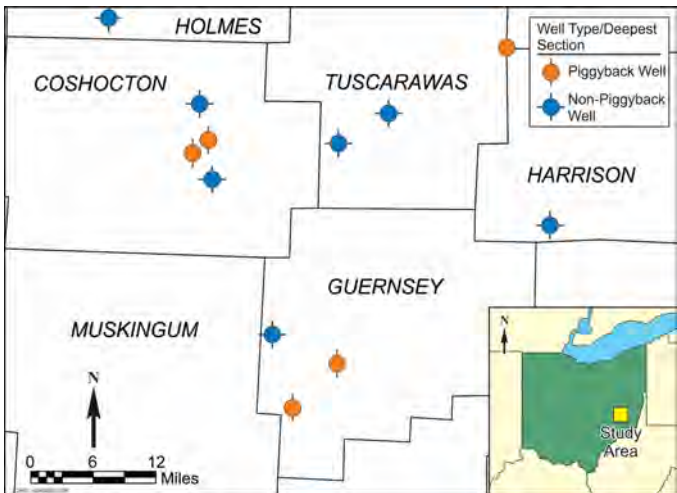 HOLMES
COSHOCTON
TUSCARAWAS
Well Type/Deepest
Section
Piggyback Well
Non-Piggyback
Well
HARRISON
GUERNSEY
MUSKINGUM
N
0 6 12
Miles
N
Study
Area